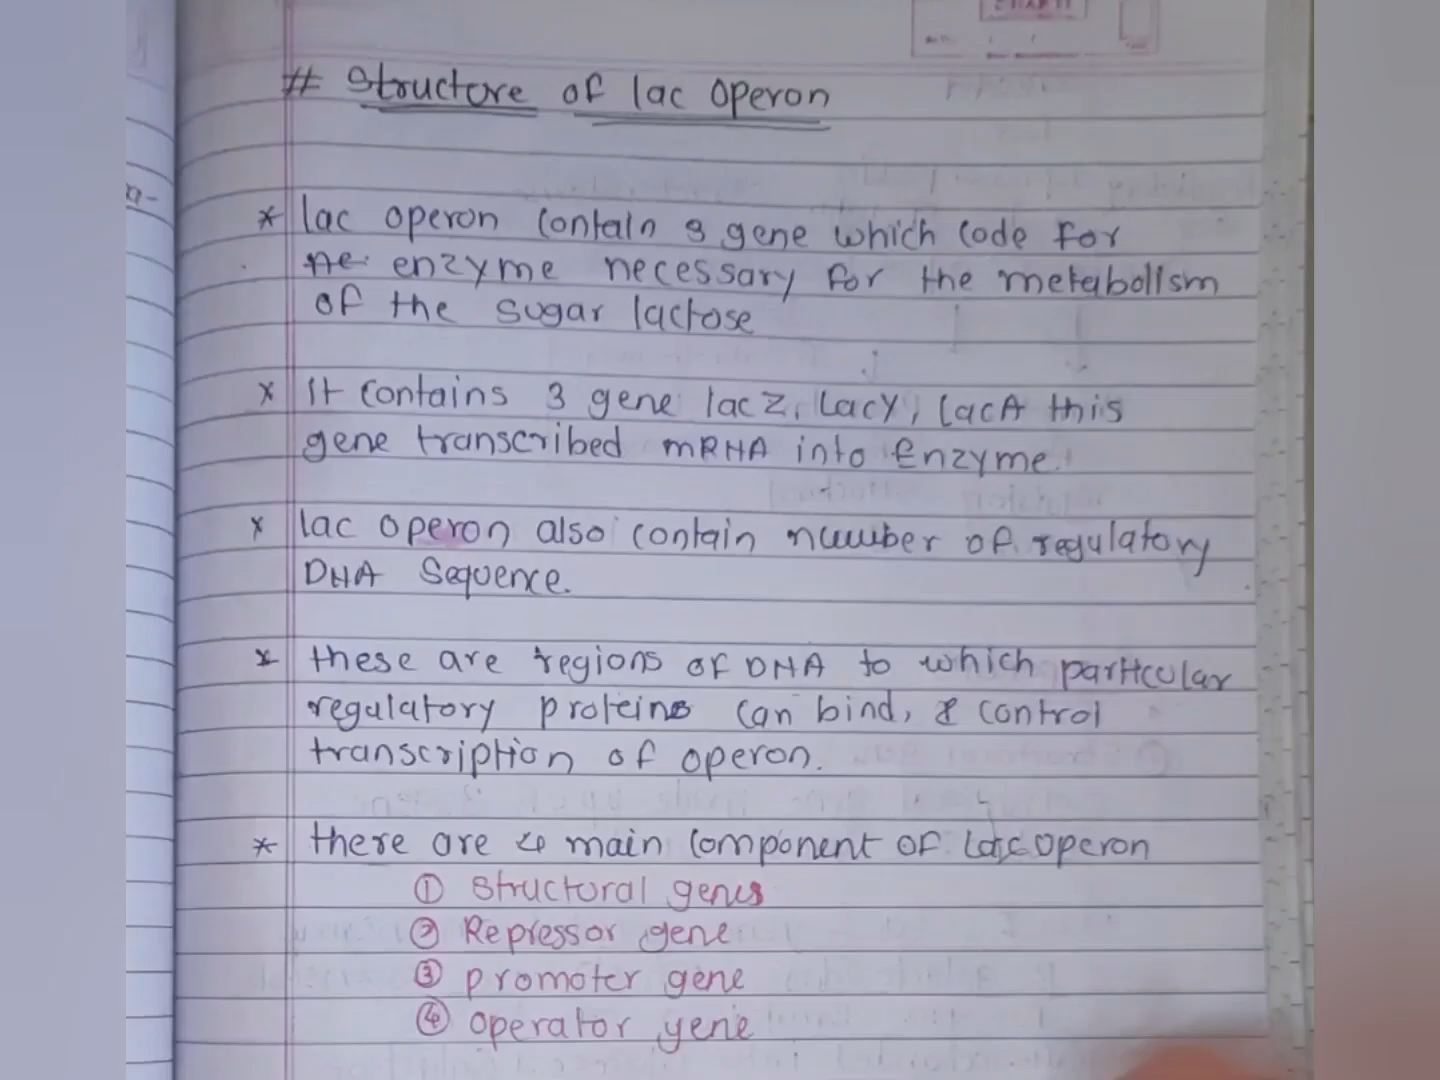 # Structure of lac operon
* lac operon contain 3 gene which code for
the enzyme necessary for the metabolism
of the sugar lactose
* It contains 3 gene lac Z, LacY, LacA this
gene transcribed mRNA into Enzyme.
* lac operon also contain number of regulatory
DNA Sequence.
* these are regions of DNA to which particular
regulatory proteins can bind, & control
transcription of operon.
* there are 4 main component of Lac operon
① Structural genes
② Repressor gene
③ promoter gene
④ operator gene